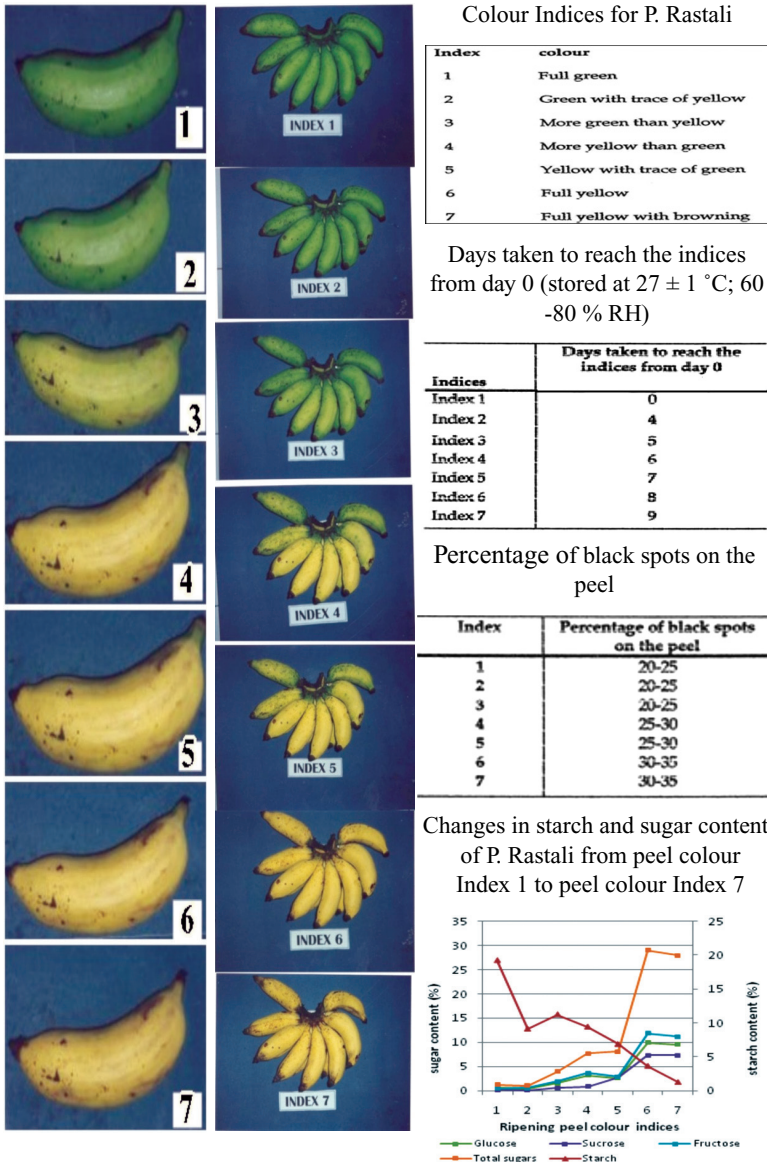 1
2
3
4
5
6
7
INDEX 1
INDEX 2
INDEX 3
INDEX 4
INDEX 5
INDEX 6
INDEX 7
Colour Indices for P. Rastali
Index colour
1 Full green
2 Green with trace of yellow
3 More green than yellow
4 More yellow than green
5 Yellow with trace of green
6 Full yellow
7 Full yellow with browning
Days taken to reach the indices
from day 0 (stored at 27 ± 1 ˚C; 60
-80 % RH)
Days taken to reach the
indices from day 0
Indices
Index 1 0
Index 2 4
Index 3 5
Index 4 6
Index 5 7
Index 6 8
Index 7 9
Percentage of black spots on the
peel
Index Percentage of black spots
on the peel
1 20-25
2 20-25
3 20-25
4 25-30
5 25-30
6 30-35
7 30-35
Changes in starch and sugar content
of P. Rastali from peel colour
Index 1 to peel colour Index 7
sugar content (%)
35
30
25
20
15
10
5
0
25
20
15
10
5
0
starch content (%)
1 2 3 4 5 6 7
Ripening peel colour indices
Glucose Sucrose Fructose
Total sugars Starch